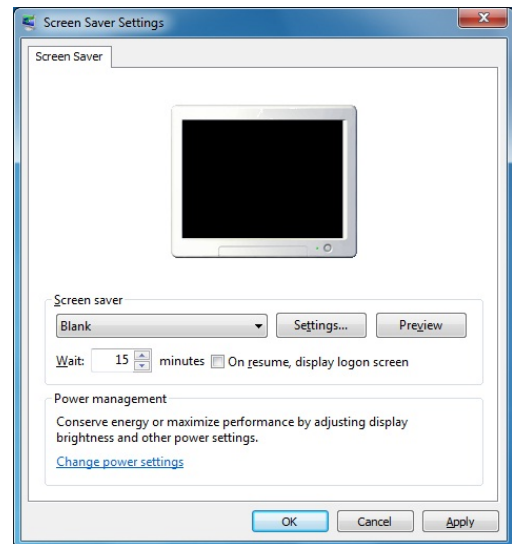 Screen Saver Settings
Screen Saver
Screen saver
Blank
Settings...
Preview
Wait: 15 minutes On resume, display logon screen
Power management
Conserve energy or maximize performance by adjusting display
brightness and other power settings.
Change power settings
OK Cancel Apply